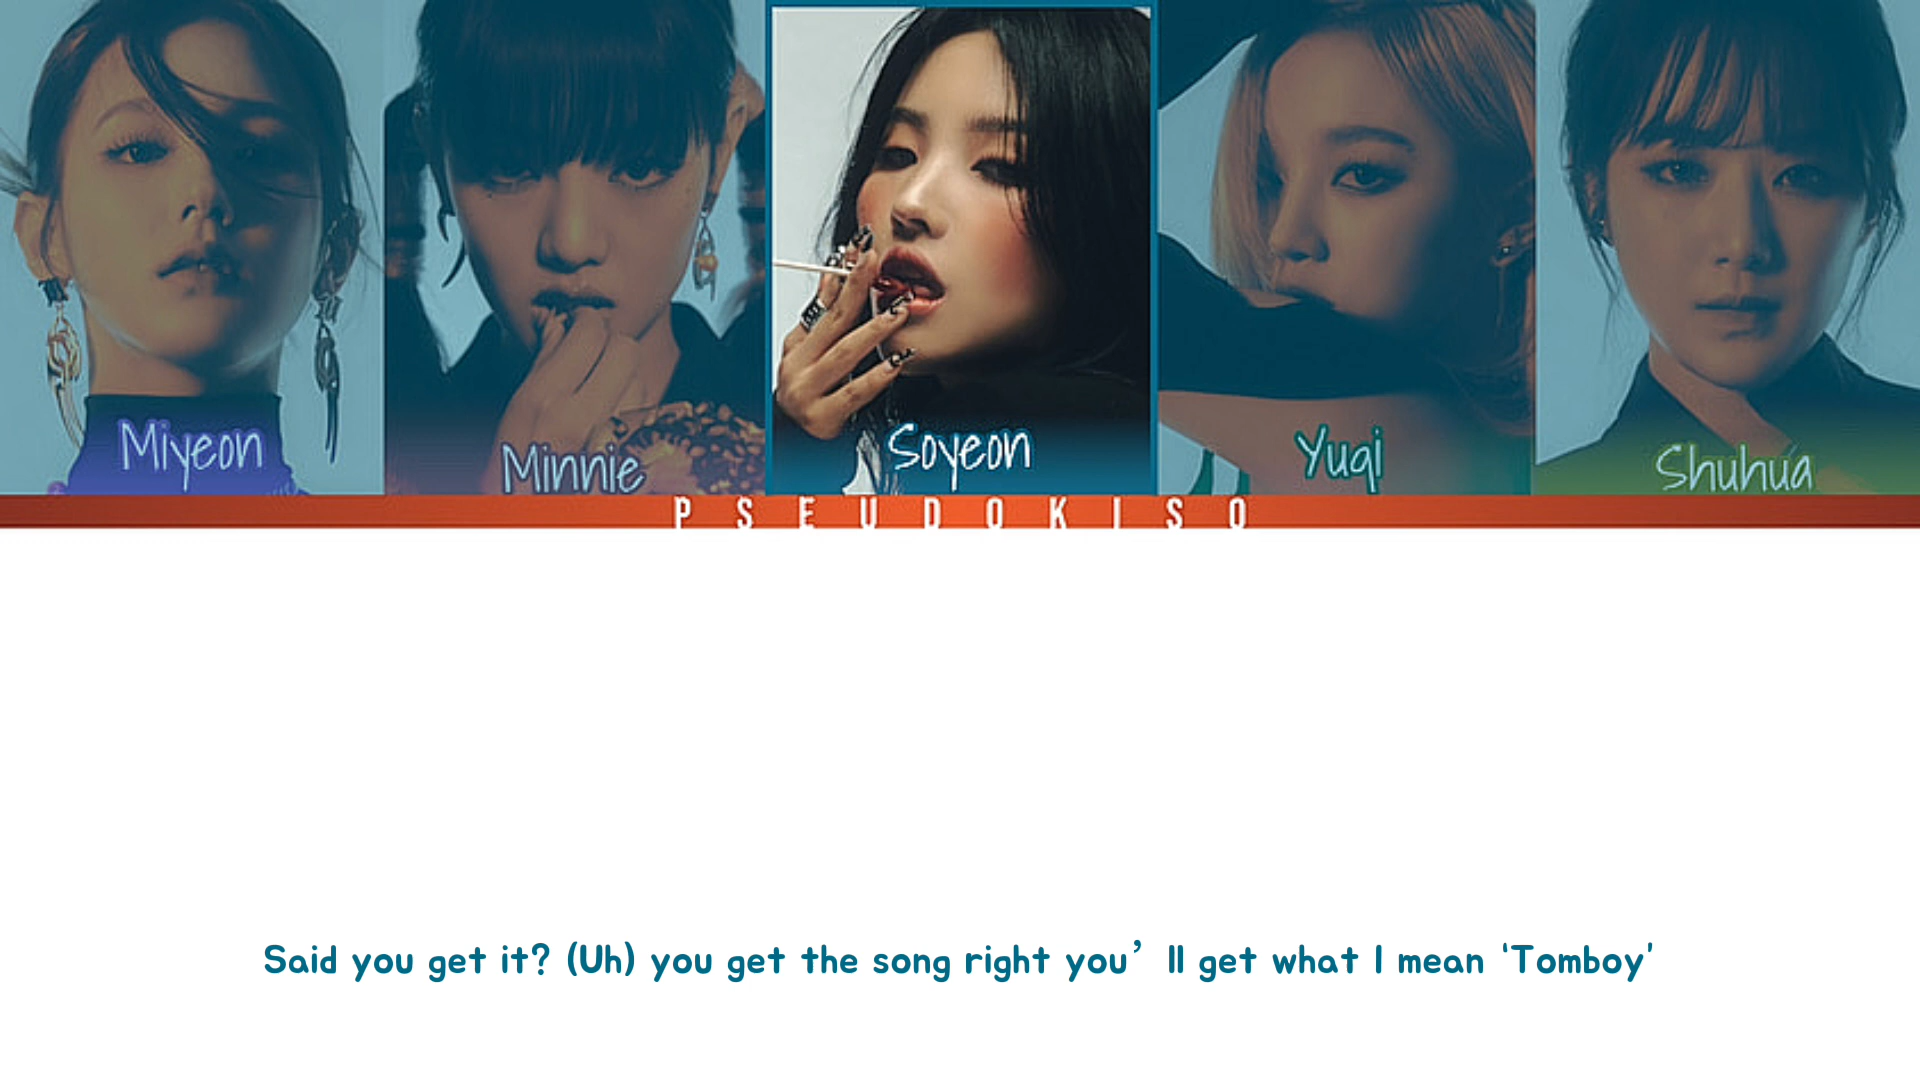 Miyeon
Minnie
Soyeon
Yuqi
Shuhua
PSEUDOKISO
Said you get it? (Uh) you get the song right you’ ll get what I mean ‘Tomboy’